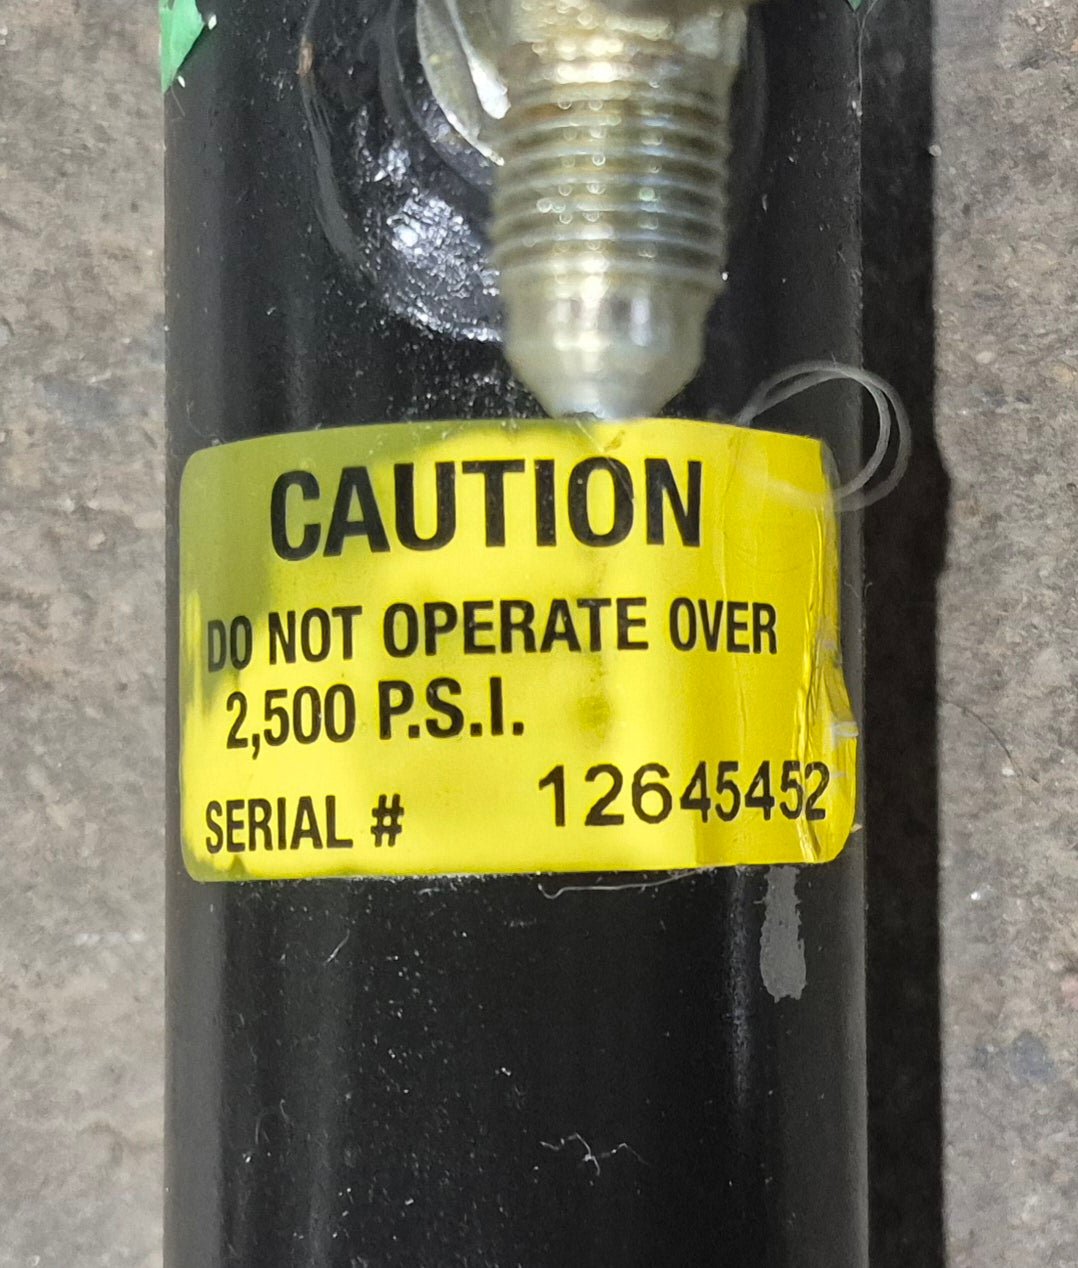 CAUTION
DO NOT OPERATE OVER
2,500 P.S.I.
SERIAL # 12645452